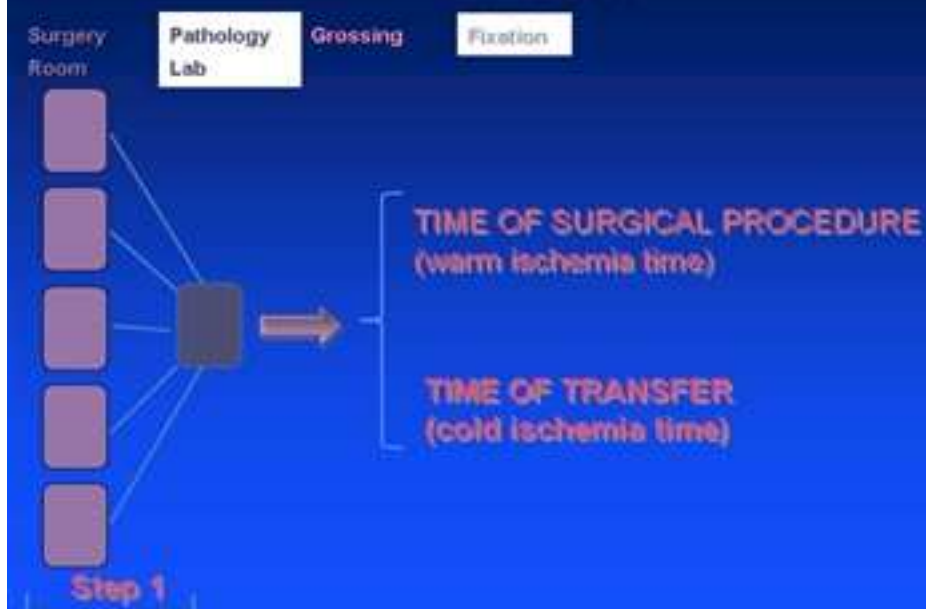 Surgery
Room
Pathology
Lab
Grossing
Fixation
TIME OF SURGICAL PROCEDURE
(warm ischemia time)
TIME OF TRANSFER
(cold ischemia time)
Step 1